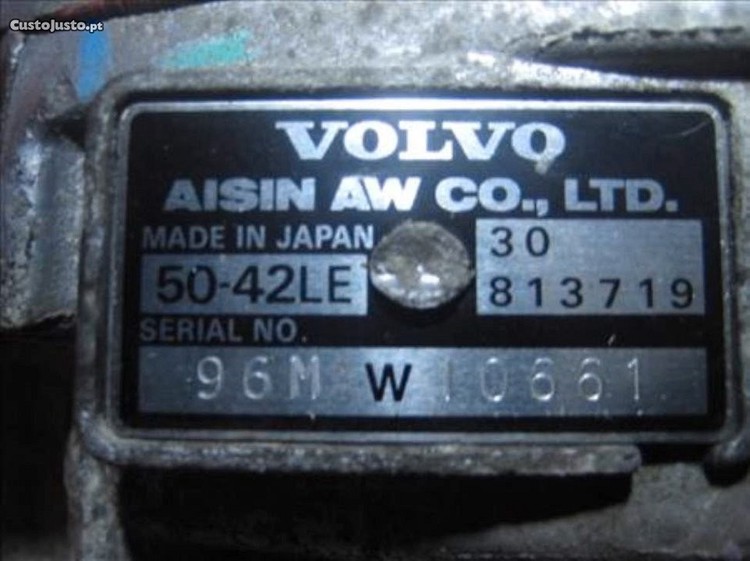 CustoJusto.pt
VOLVO
AISIN AW CO., LTD.
MADE IN JAPAN
30
50-42LE
813719
SERIAL NO.
96M W 10661